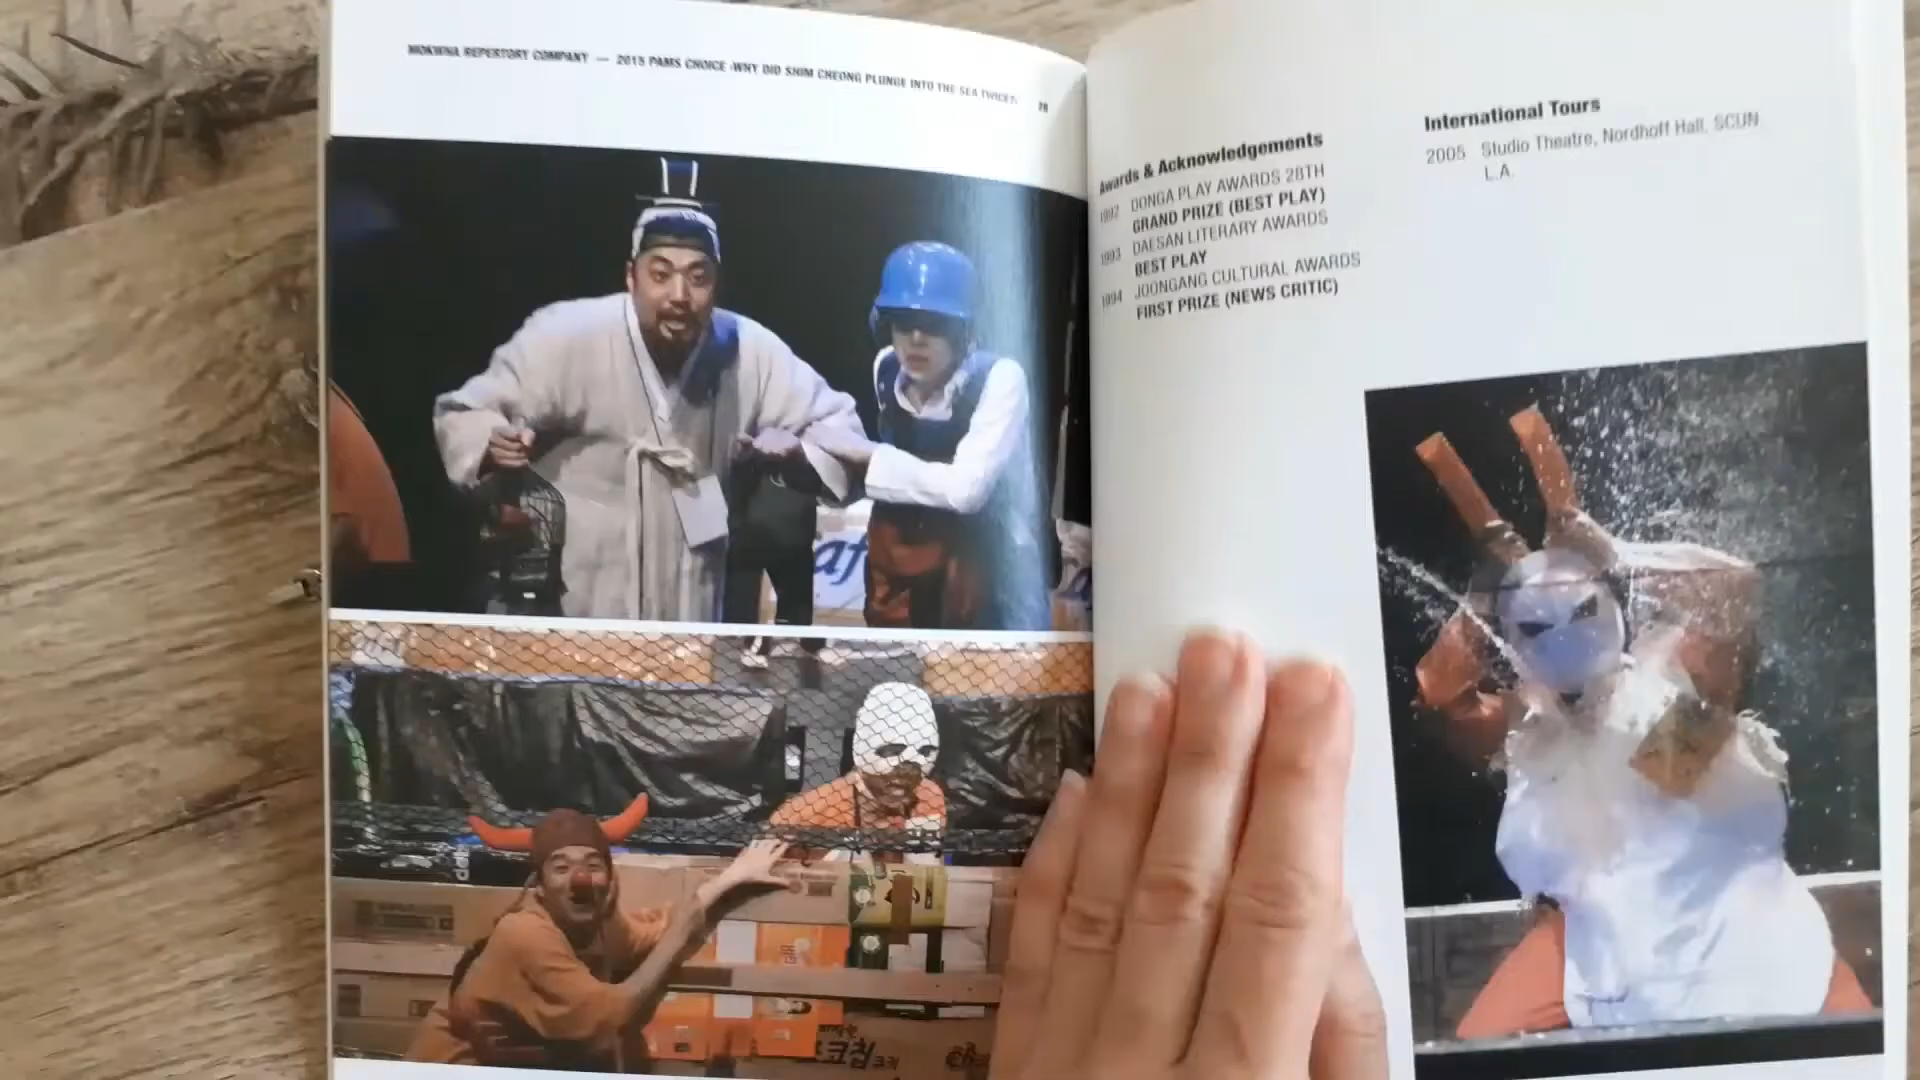 MOKWHA REPERTORY COMPANY — 2015 PAMS CHOICE <WHY DID SHIM CHEONG PLUNGE INTO THE SEA TWICE?>
Awards & Acknowledgements
1992 DONGA PLAY AWARDS 28TH
GRAND PRIZE (BEST PLAY)
1993 DAESAN LITERARY AWARDS
BEST PLAY
1994 JOONGANG CULTURAL AWARDS
FIRST PRIZE (NEWS CRITIC)
International Tours
2005 Studio Theatre, Nordhoff Hall, SCUN
L.A.
af